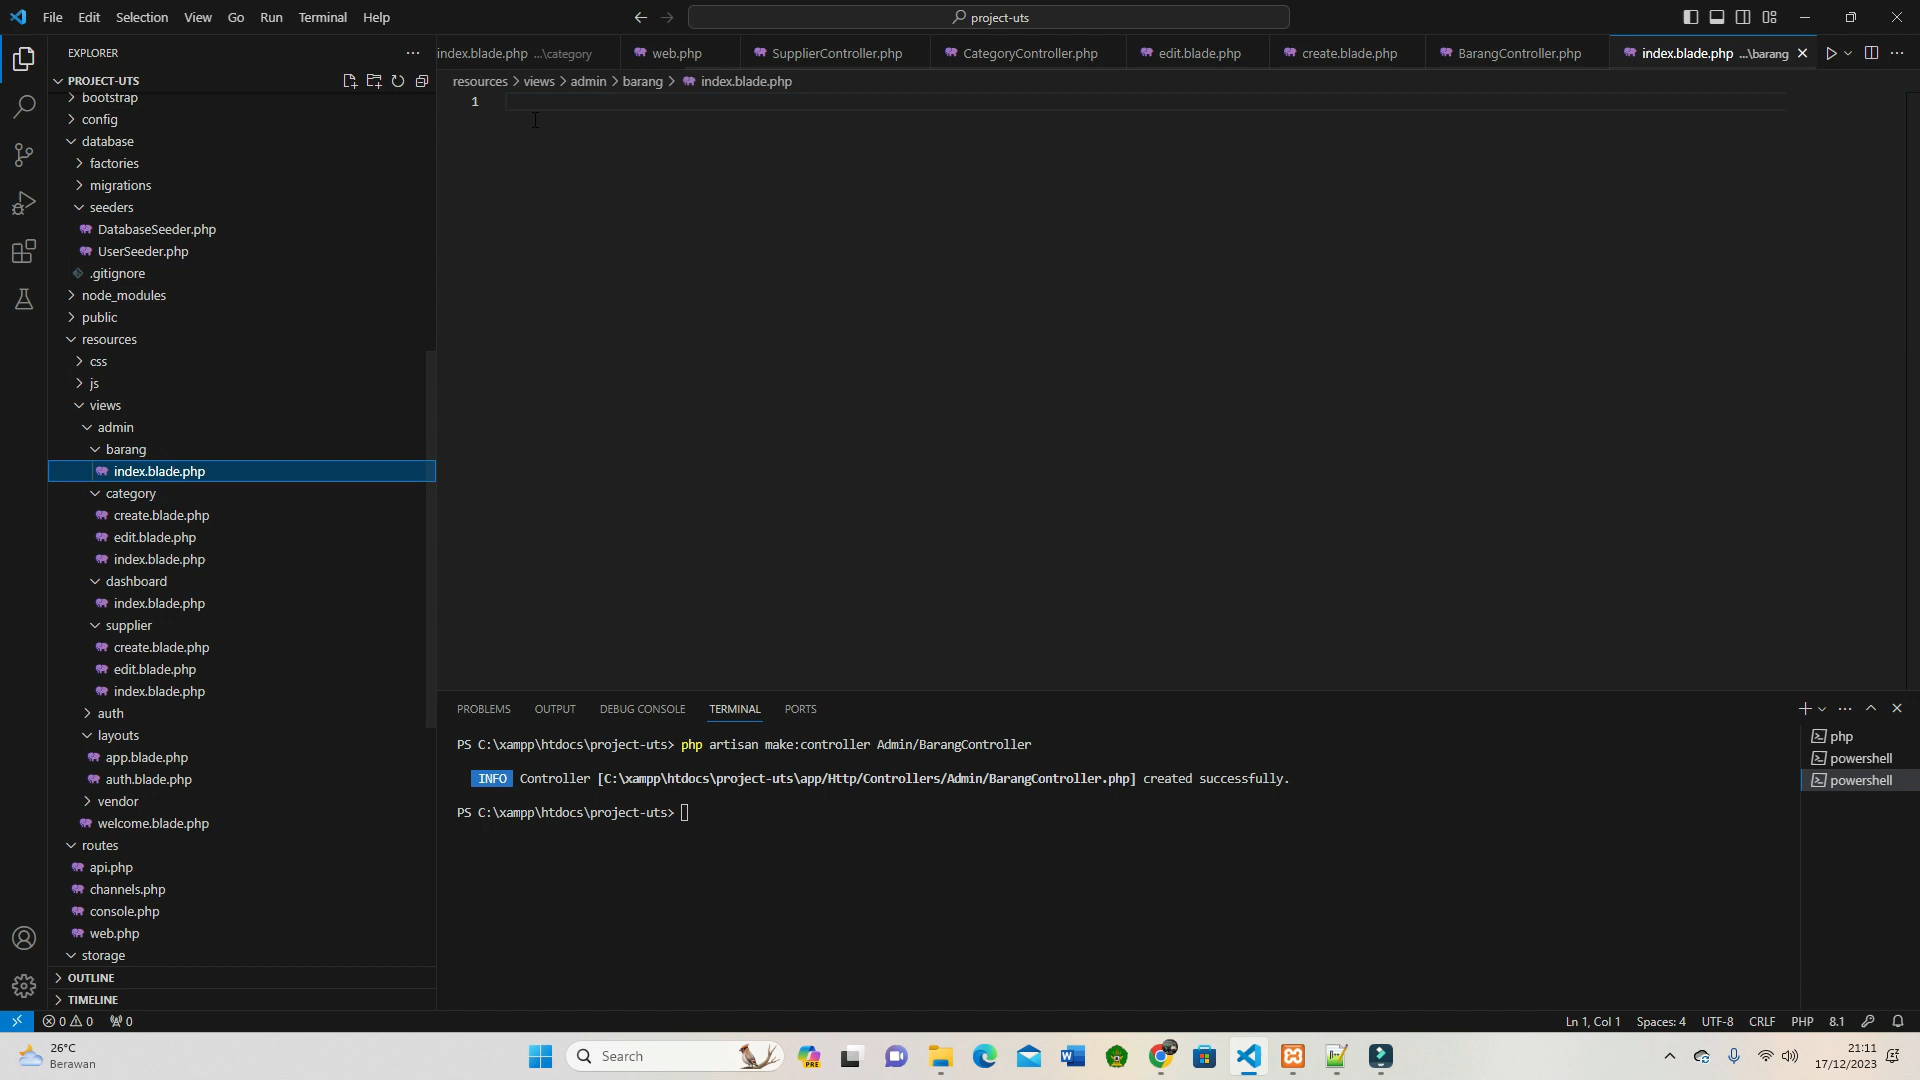 File Edit Selection View Go Run Terminal Help
project-uts
EXPLORER
index.blade.php ...\category
web.php
SupplierController.php
CategoryController.php
edit.blade.php
create.blade.php
BarangController.php
index.blade.php ...\barang
PROJECT-UTS
resources > views > admin > barang > index.blade.php
1
bootstrap
config
database
factories
migrations
seeders
DatabaseSeeder.php
UserSeeder.php
.gitignore
node_modules
public
resources
css
js
views
admin
barang
index.blade.php
category
create.blade.php
edit.blade.php
index.blade.php
dashboard
index.blade.php
supplier
create.blade.php
edit.blade.php
index.blade.php
auth
layouts
app.blade.php
auth.blade.php
vendor
welcome.blade.php
routes
api.php
channels.php
console.php
web.php
storage
OUTLINE
TIMELINE
PROBLEMS OUTPUT DEBUG CONSOLE TERMINAL PORTS
PS C:\xampp\htdocs\project-uts> php artisan make:controller Admin/BarangController
INFO Controller [C:\xampp\htdocs\project-uts\app/Http/Controllers/Admin/BarangController.php] created successfully.
PS C:\xampp\htdocs\project-uts>
php
powershell
powershell
0 0 0
Ln 1, Col 1 Spaces: 4 UTF-8 CRLF PHP 8.1
26°C
Berawan
Search
PRE
21:11
17/12/2023